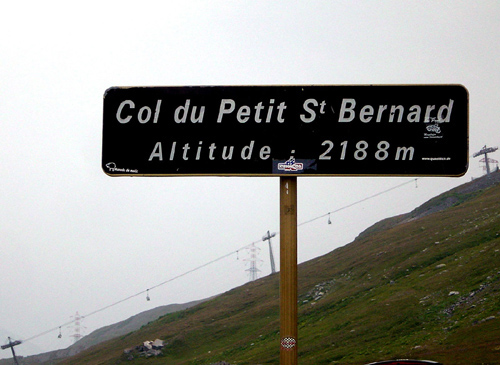 Col du Petit St Bernard
Altitude : 2188m